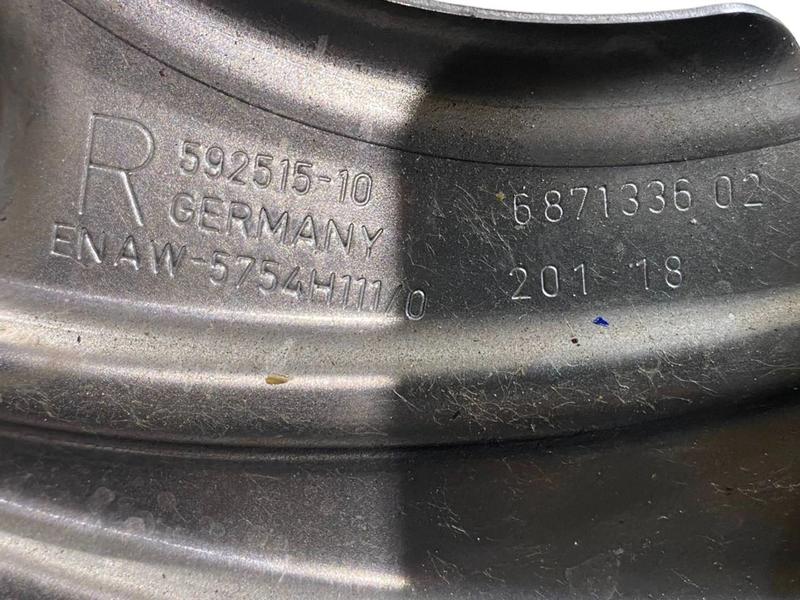 R
592515-10
GERMANY
EN AW-5754H111/0
6871336 02
201 18